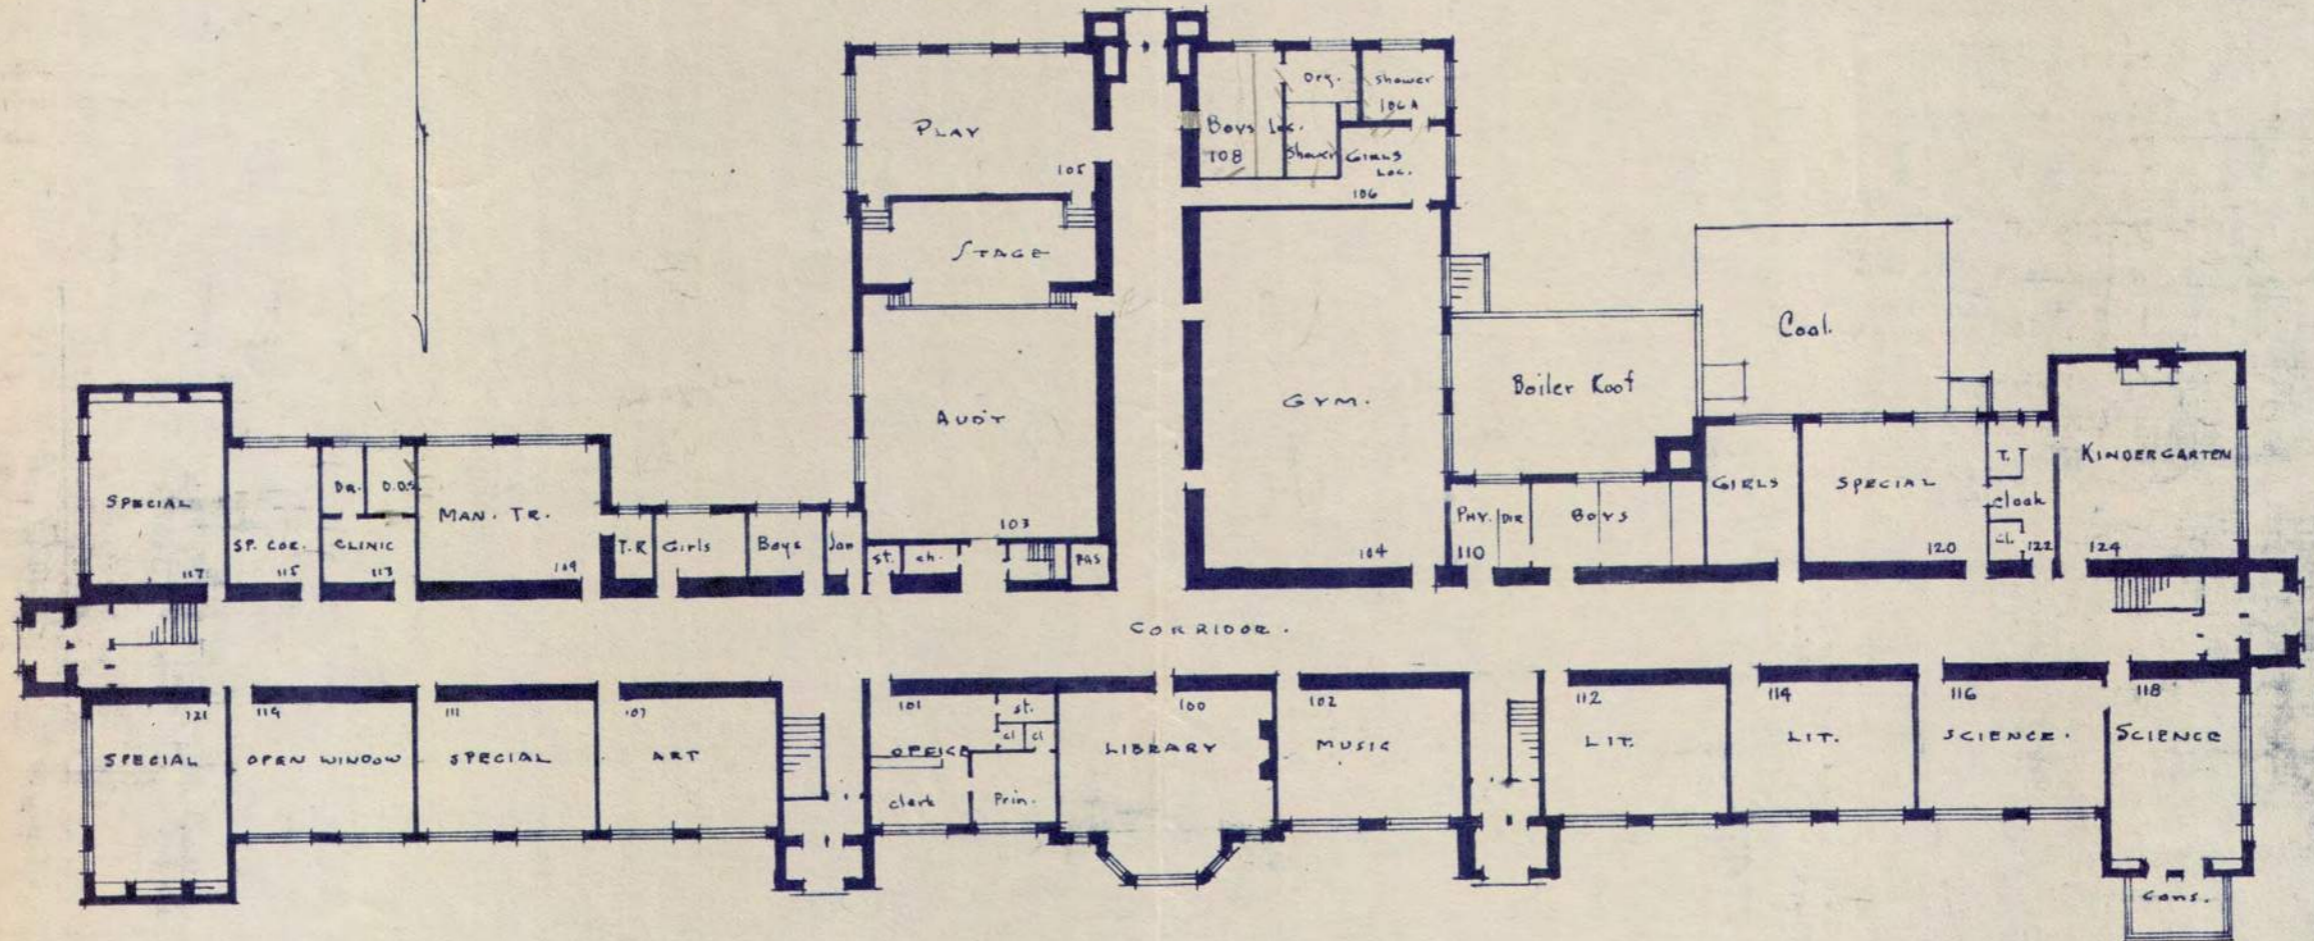 PLAY
105
STAGE
AUD'T
103
Boys Loc.
108
Dry.
Shower
106A
Shower
GIRLS
LOC.
106
GYM.
104
Boiler Roof
Coal.
SPECIAL
117
SP. COR.
115
DR.
D.D.S.
CLINIC
113
MAN. TR.
109
T.R
Girls
Boys
Jan
St.
ch.
PAS
PHY. DIR
110
BOYS
GIRLS
SPECIAL
120
T. T
Cloak
Cl.
122
KINDERGARTEN
124
CORRIDOR.
121
SPECIAL
119
OPEN WINDOW
111
SPECIAL
107
ART
101
OFFICE
st.
cl
cl
clerk
Prin.
100
LIBRARY
102
MUSIC
112
LIT.
114
LIT.
116
SCIENCE.
118
SCIENCE
Cons.